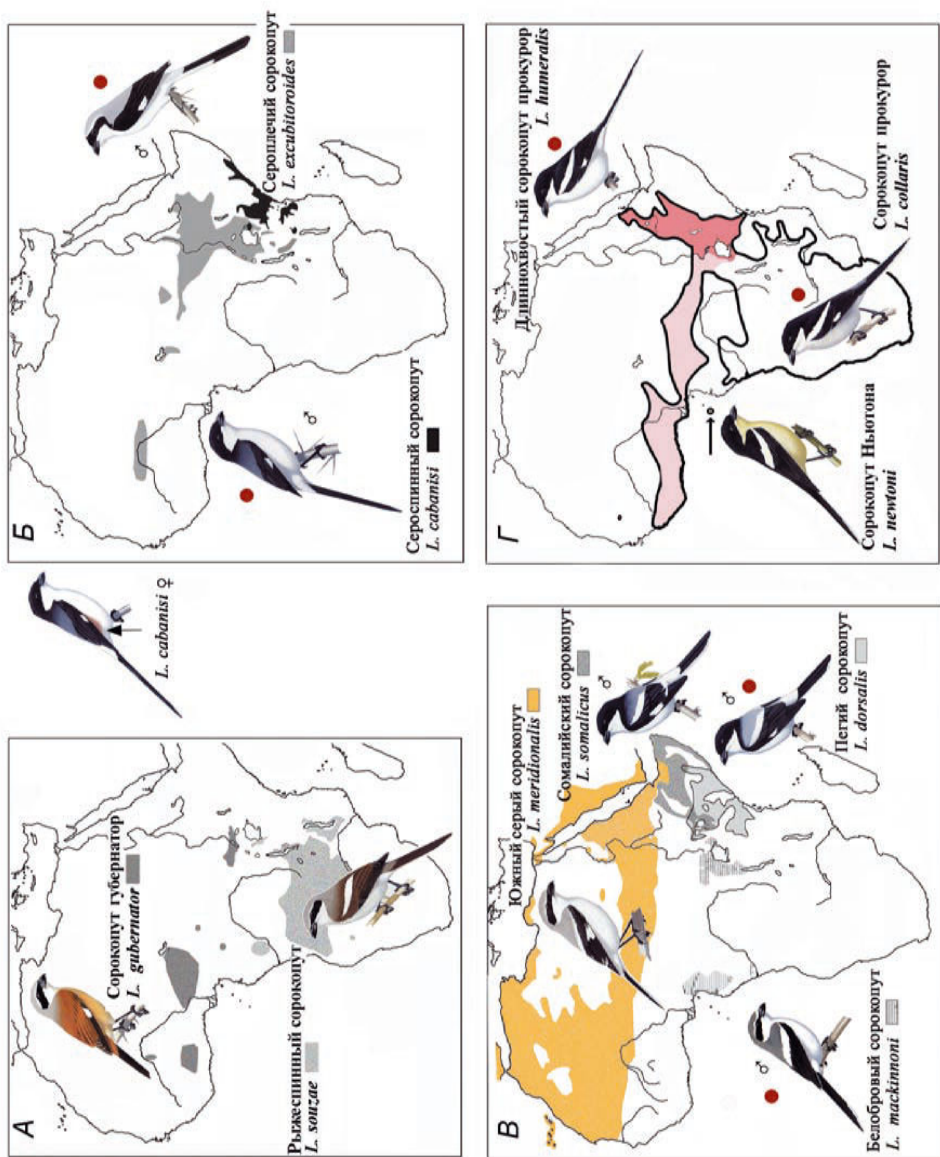 А
Сорокопут губернатор
L. gubernator
Рыжеспинный сорокопут
L. souzae
L. cabanisi ♀
Б
♂
Сероплечий сорокопут
L. excubitoroides
♂
Сероспинный сорокопут
L. cabanisi
В
Южный серый сорокопут
L. meridionalis
Сомалийский сорокопут
L. somalicus
♂
♂
Пегий сорокопут
L. dorsalis
♂
Белобровый сорокопут
L. mackinnoni
Г
Длиннохвостый сорокопут прокурор
L. humeralis
Сорокопут прокурор
L. collaris
Сорокопут Ньютона
L. newtoni